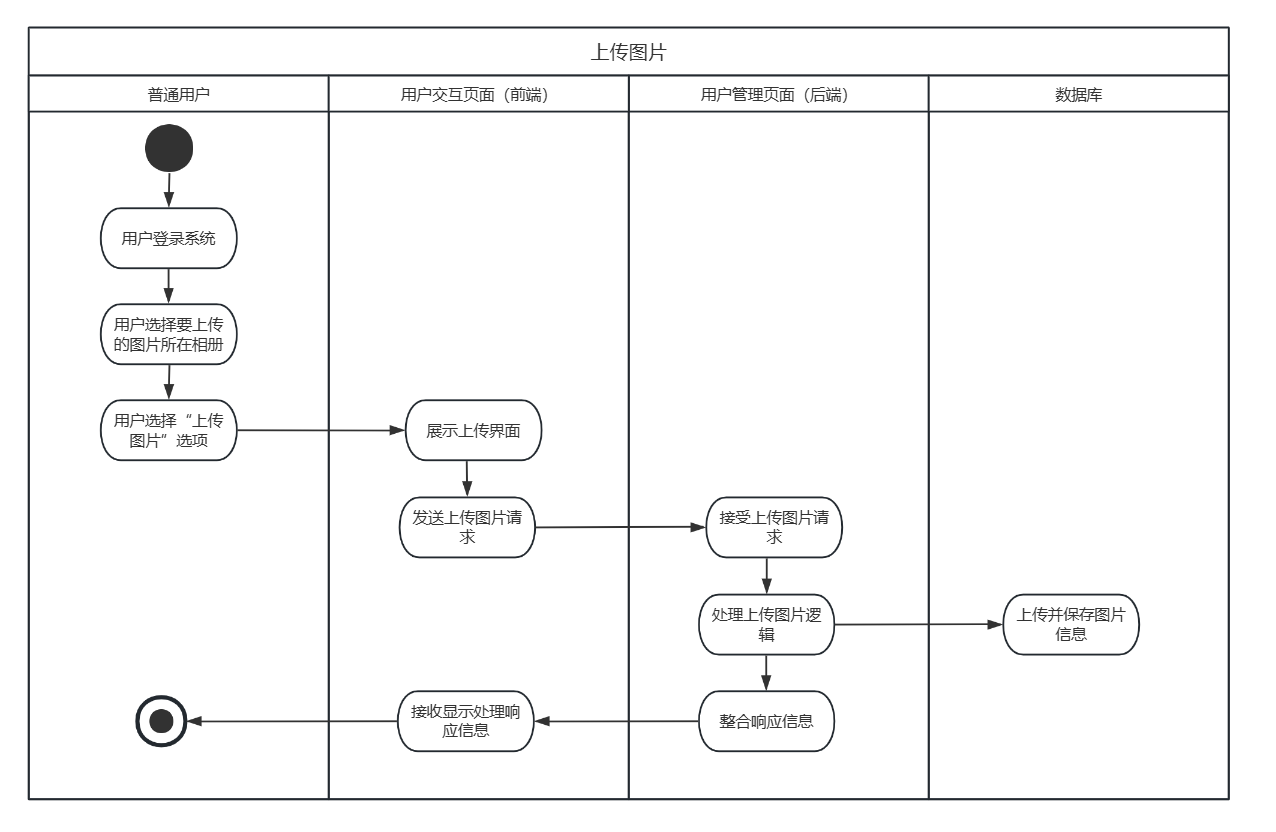 上传图片
普通用户
用户交互页面（前端）
用户管理页面（后端）
数据库
用户登录系统
用户选择要上传
的图片所在相册
用户选择“上传
图片”选项
展示上传界面
发送上传图片请
求
接受上传图片请
求
处理上传图片逻
辑
上传并保存图片
信息
整合响应信息
接收显示处理响
应信息